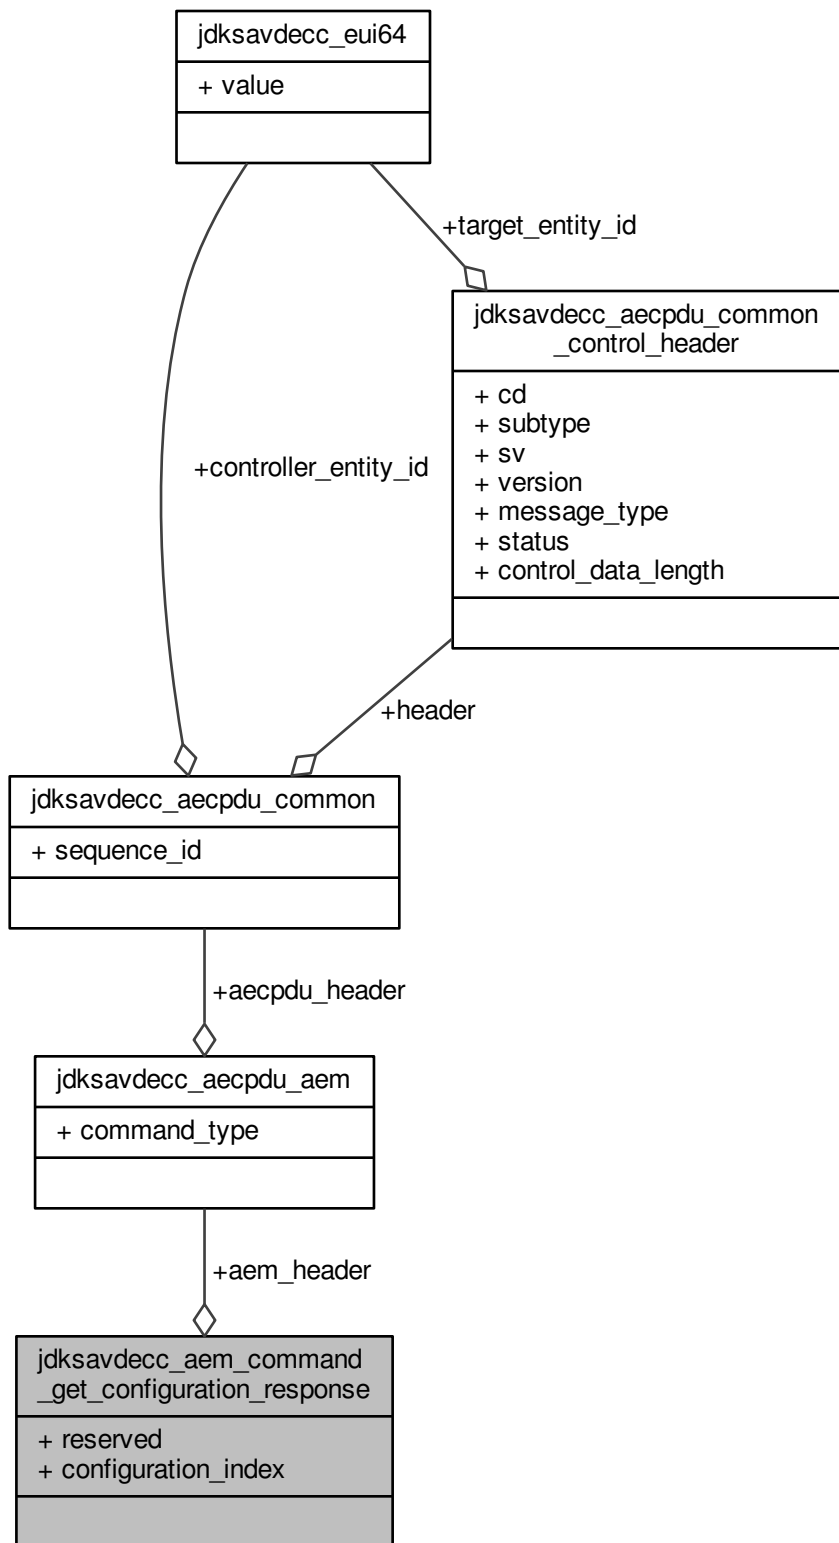 jdksavdecc_eui64
+ value
+target_entity_id
jdksavdecc_aecpdu_common
_control_header
+ cd
+ subtype
+ sv
+ version
+ message_type
+ status
+ control_data_length
+controller_entity_id
+header
jdksavdecc_aecpdu_common
+ sequence_id
+aecpdu_header
jdksavdecc_aecpdu_aem
+ command_type
+aem_header
jdksavdecc_aem_command
_get_configuration_response
+ reserved
+ configuration_index